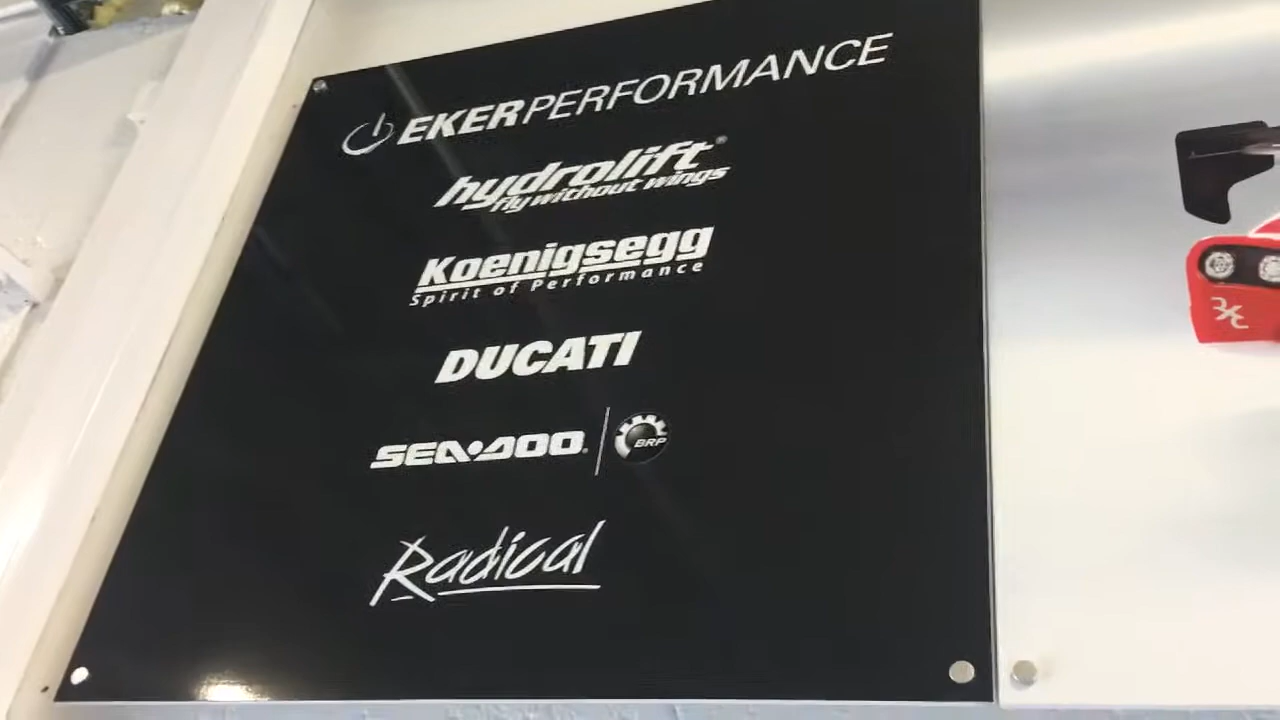 EKERPERFORMANCE
hydrolift®
fly without wings
Koenigsegg
Spirit of Performance
DUCATI
SEA-DOO BRP
Radical